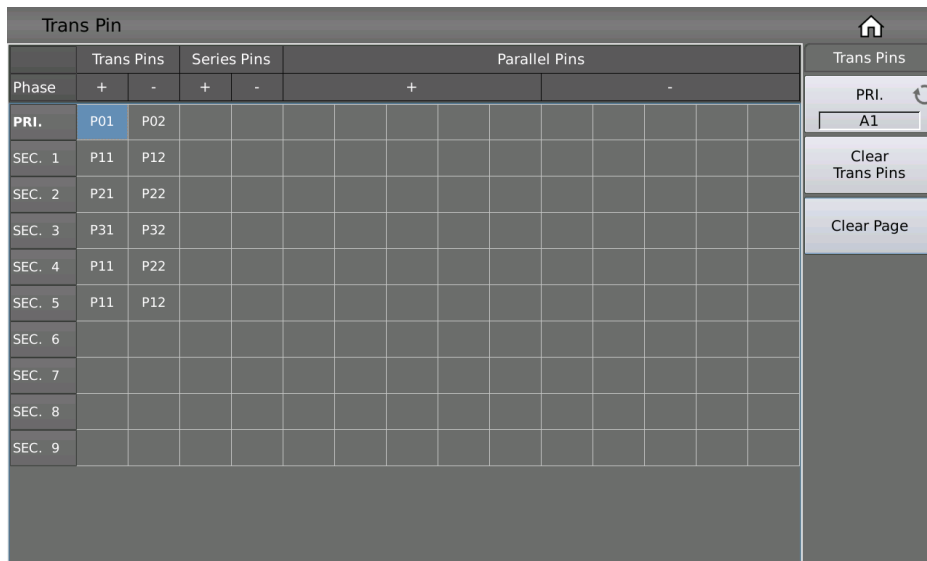 Trans Pin
Trans Pins Series Pins Parallel Pins
Phase + - + - + -
PRI. P01 P02
SEC. 1 P11 P12
SEC. 2 P21 P22
SEC. 3 P31 P32
SEC. 4 P11 P22
SEC. 5 P11 P12
SEC. 6
SEC. 7
SEC. 8
SEC. 9
Trans Pins
PRI.
A1
Clear
Trans Pins
Clear Page